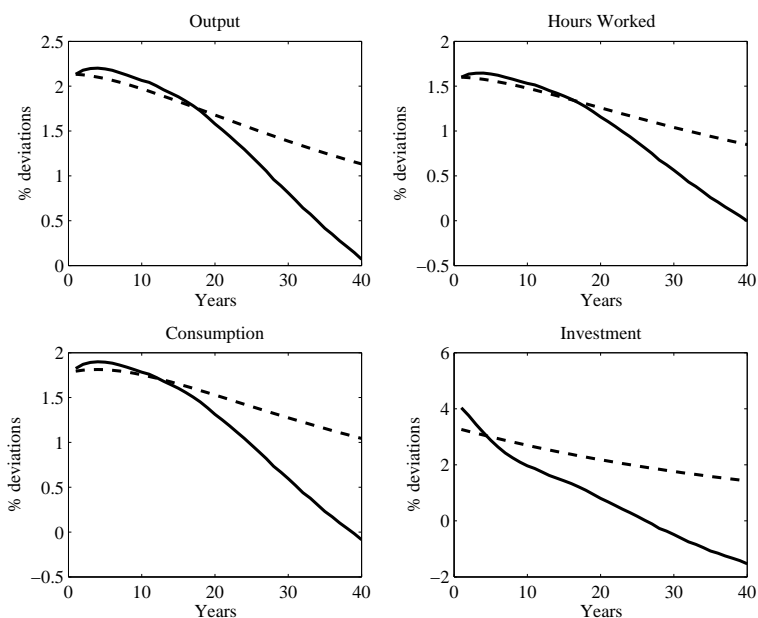 Output
2.5
2
1.5
1
0.5
0
% deviations
0 10 20 30 40
Years
Hours Worked
2
1.5
1
0.5
0
−0.5
% deviations
0 10 20 30 40
Years
Consumption
2
1.5
1
0.5
0
−0.5
% deviations
0 10 20 30 40
Years
Investment
6
4
2
0
−2
% deviations
0 10 20 30 40
Years